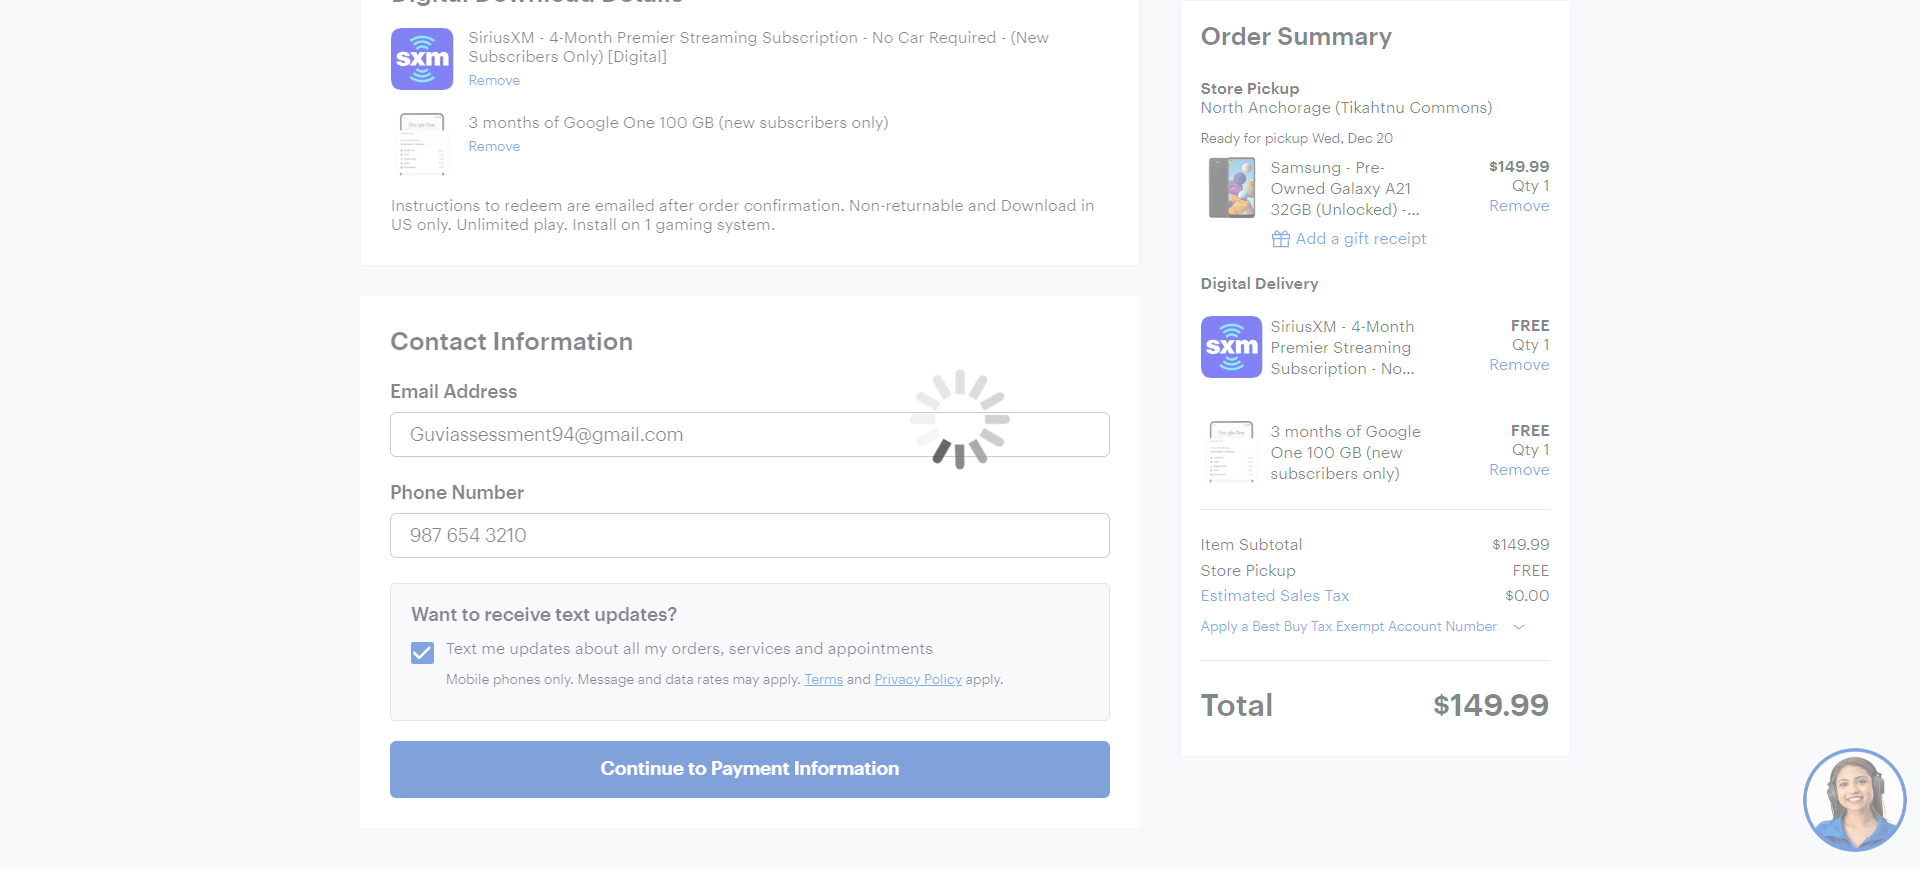 Digital Download Details
sxm
SiriusXM - 4-Month Premier Streaming Subscription - No Car Required - (New
Subscribers Only) [Digital]
Remove
Google One
3 months of Google One 100 GB (new subscribers only)
Remove
Instructions to redeem are emailed after order confirmation. Non-returnable and Download in
US only. Unlimited play. Install on 1 gaming system.
Contact Information
Email Address
Guviassessment94@gmail.com
Phone Number
987 654 3210
Want to receive text updates?
Text me updates about all my orders, services and appointments
Mobile phones only. Message and data rates may apply. Terms and Privacy Policy apply.
Continue to Payment Information
Order Summary
Store Pickup
North Anchorage (Tikahtnu Commons)
Ready for pickup Wed, Dec 20
Samsung - Pre-
Owned Galaxy A21
32GB (Unlocked) -...
$149.99
Qty 1
Remove
Add a gift receipt
Digital Delivery
sxm
SiriusXM - 4-Month
Premier Streaming
Subscription - No...
FREE
Qty 1
Remove
Google One
3 months of Google
One 100 GB (new
subscribers only)
FREE
Qty 1
Remove
Item Subtotal $149.99
Store Pickup FREE
Estimated Sales Tax $0.00
Apply a Best Buy Tax Exempt Account Number
Total $149.99